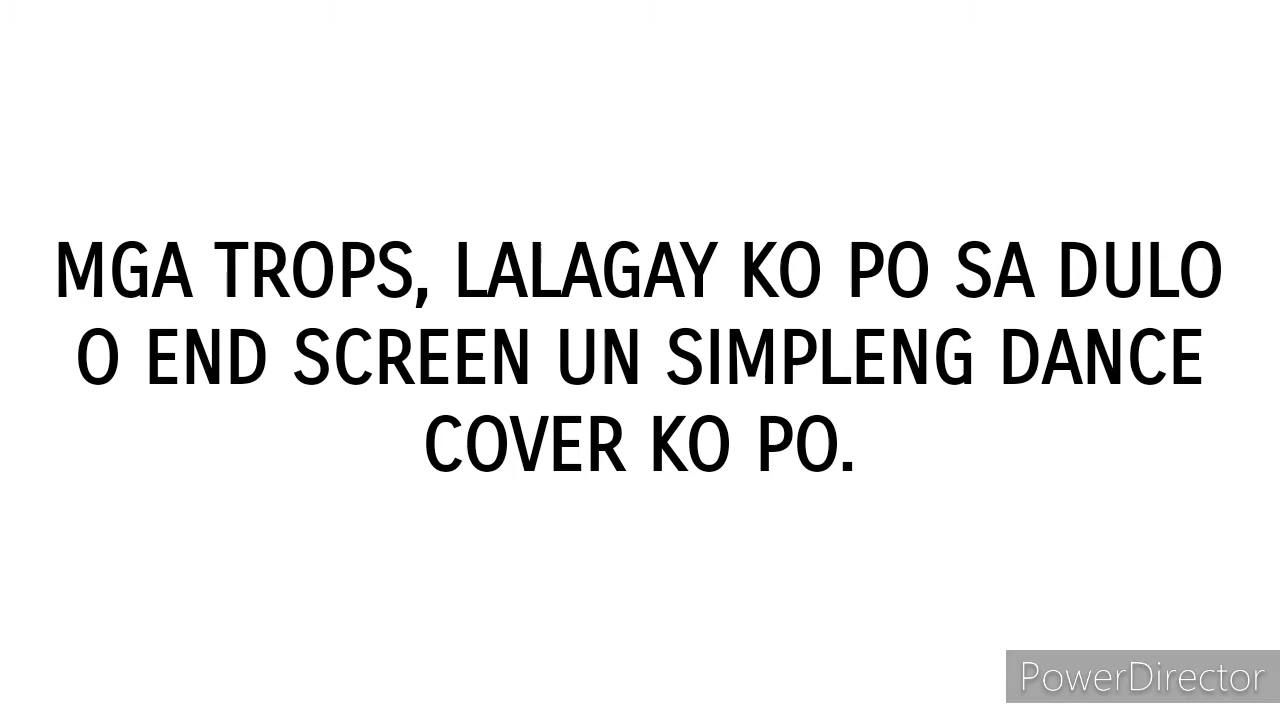 MGA TROPS, LALAGAY KO PO SA DULO
O END SCREEN UN SIMPLENG DANCE
COVER KO PO.
PowerDirector